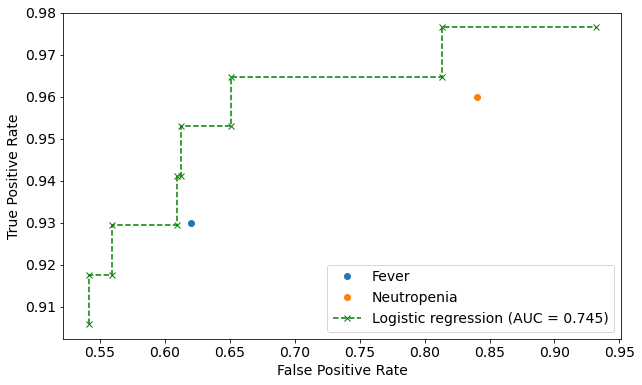 0.98
0.97
0.96
0.95
0.94
0.93
0.92
0.91
True Positive Rate
Fever
Neutropenia
Logistic regression (AUC = 0.745)
0.55 0.60 0.65 0.70 0.75 0.80 0.85 0.90 0.95
False Positive Rate